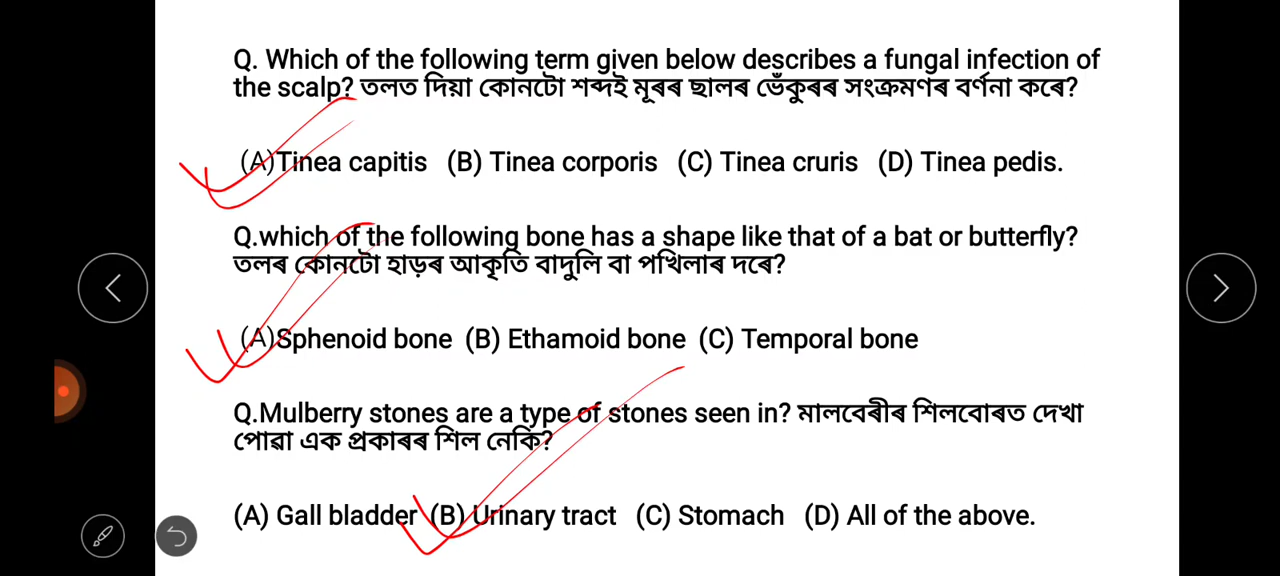 Q. Which of the following term given below describes a fungal infection of
the scalp? তলত দিয়া কোনটো শব্দই মূৰৰ ছালৰ ভেঁকুৰৰ সংক্ৰমণৰ বৰ্ণনা কৰে?
(A)Tinea capitis (B) Tinea corporis (C) Tinea cruris (D) Tinea pedis.
Q.which of the following bone has a shape like that of a bat or butterfly?
তলৰ কোনটো হাড়ৰ আকৃতি বাদুলি বা পখিলাৰ দৰে?
(A)Sphenoid bone (B) Ethamoid bone (C) Temporal bone
Q.Mulberry stones are a type of stones seen in? মালবেৰীৰ শিলবোৰত দেখা
পোৱা এক প্ৰকাৰৰ শিল নেকি?
(A) Gall bladder (B) Urinary tract (C) Stomach (D) All of the above.